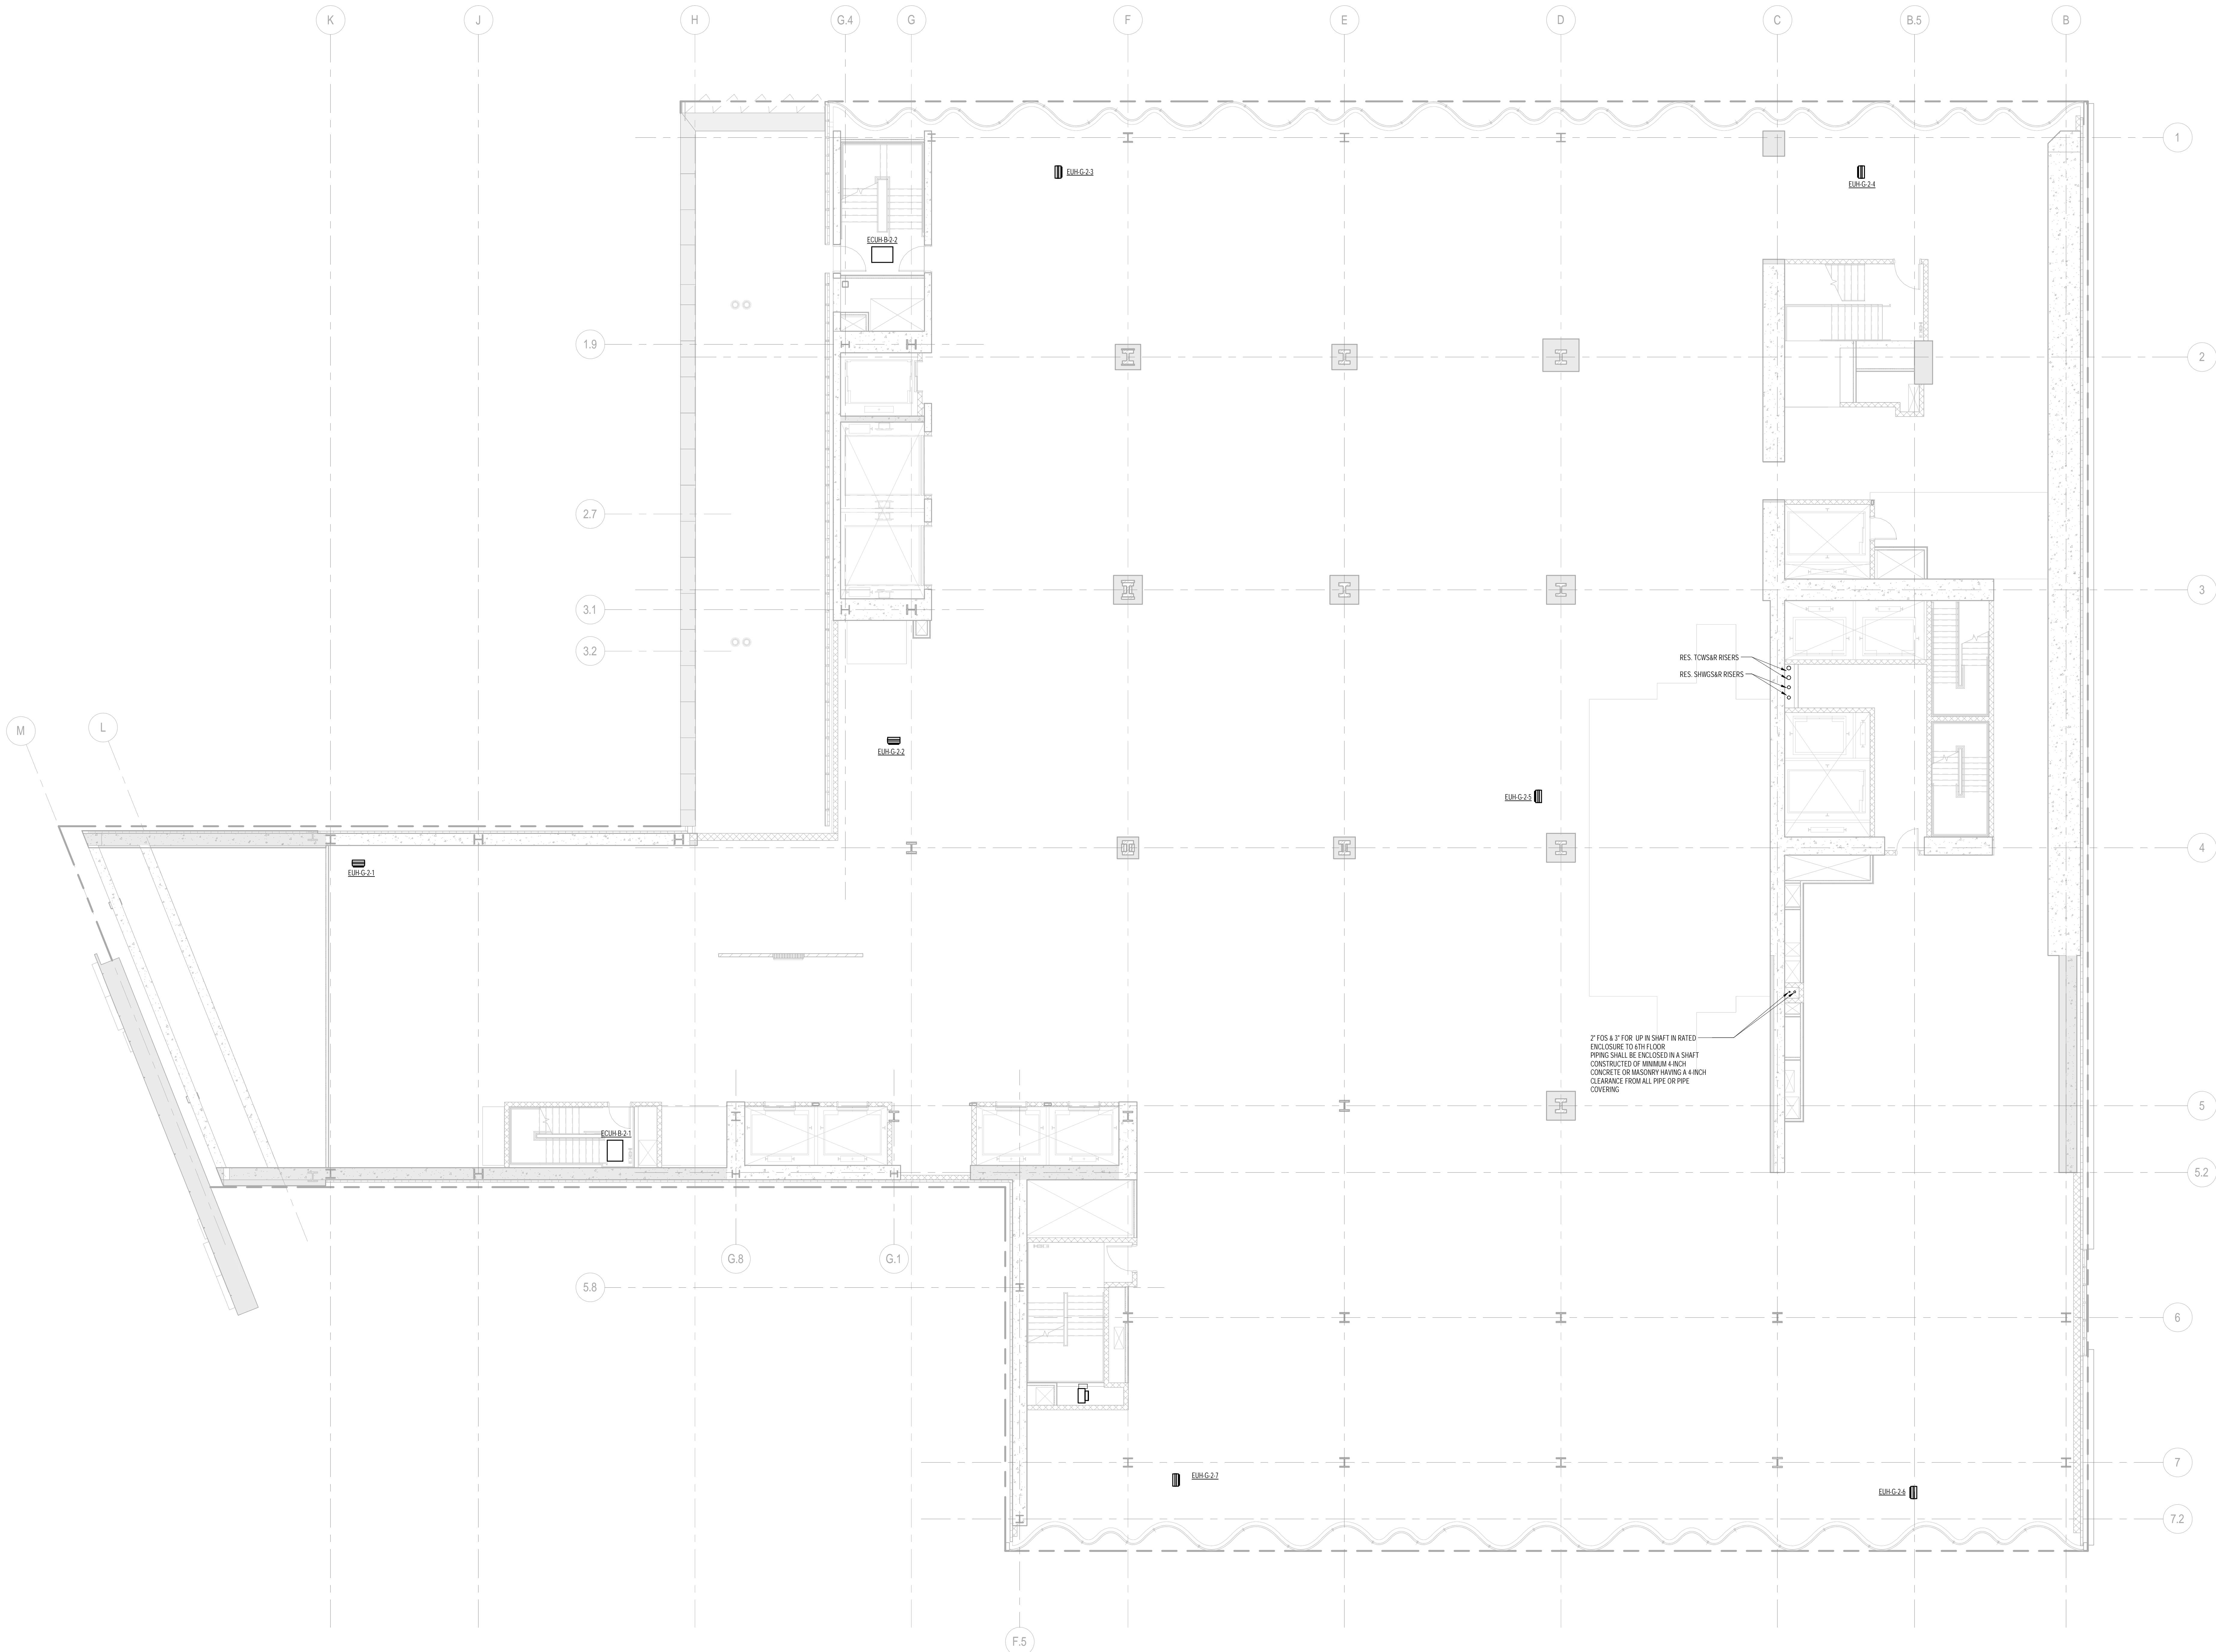 K
J
H
G.4
G
F
E
D
C
B.5
B
1
EUH-G-2-3
EUH-G-2-4
ECUH-B-2-2
1.9
2
2.7
3
3.1
3.2
RES. TCWS&R RISERS
RES. SHWGS&R RISERS
M
L
EUH-G-2-2
EUH-G-2-5
4
EUH-G-2-1
2" FOS & 3" FOR UP IN SHAFT IN RATED
ENCLOSURE TO 6TH FLOOR
PIPING SHALL BE ENCLOSED IN A SHAFT
CONSTRUCTED OF MINIMUM 4-INCH
CONCRETE OR MASONRY HAVING A 4-INCH
CLEARANCE FROM ALL PIPE OR PIPE
COVERING
5
ECUH-B-2-1
5.2
G.8
G.1
5.8
6
7
EUH-G-2-7
EUH-G-2-6
7.2
F.5